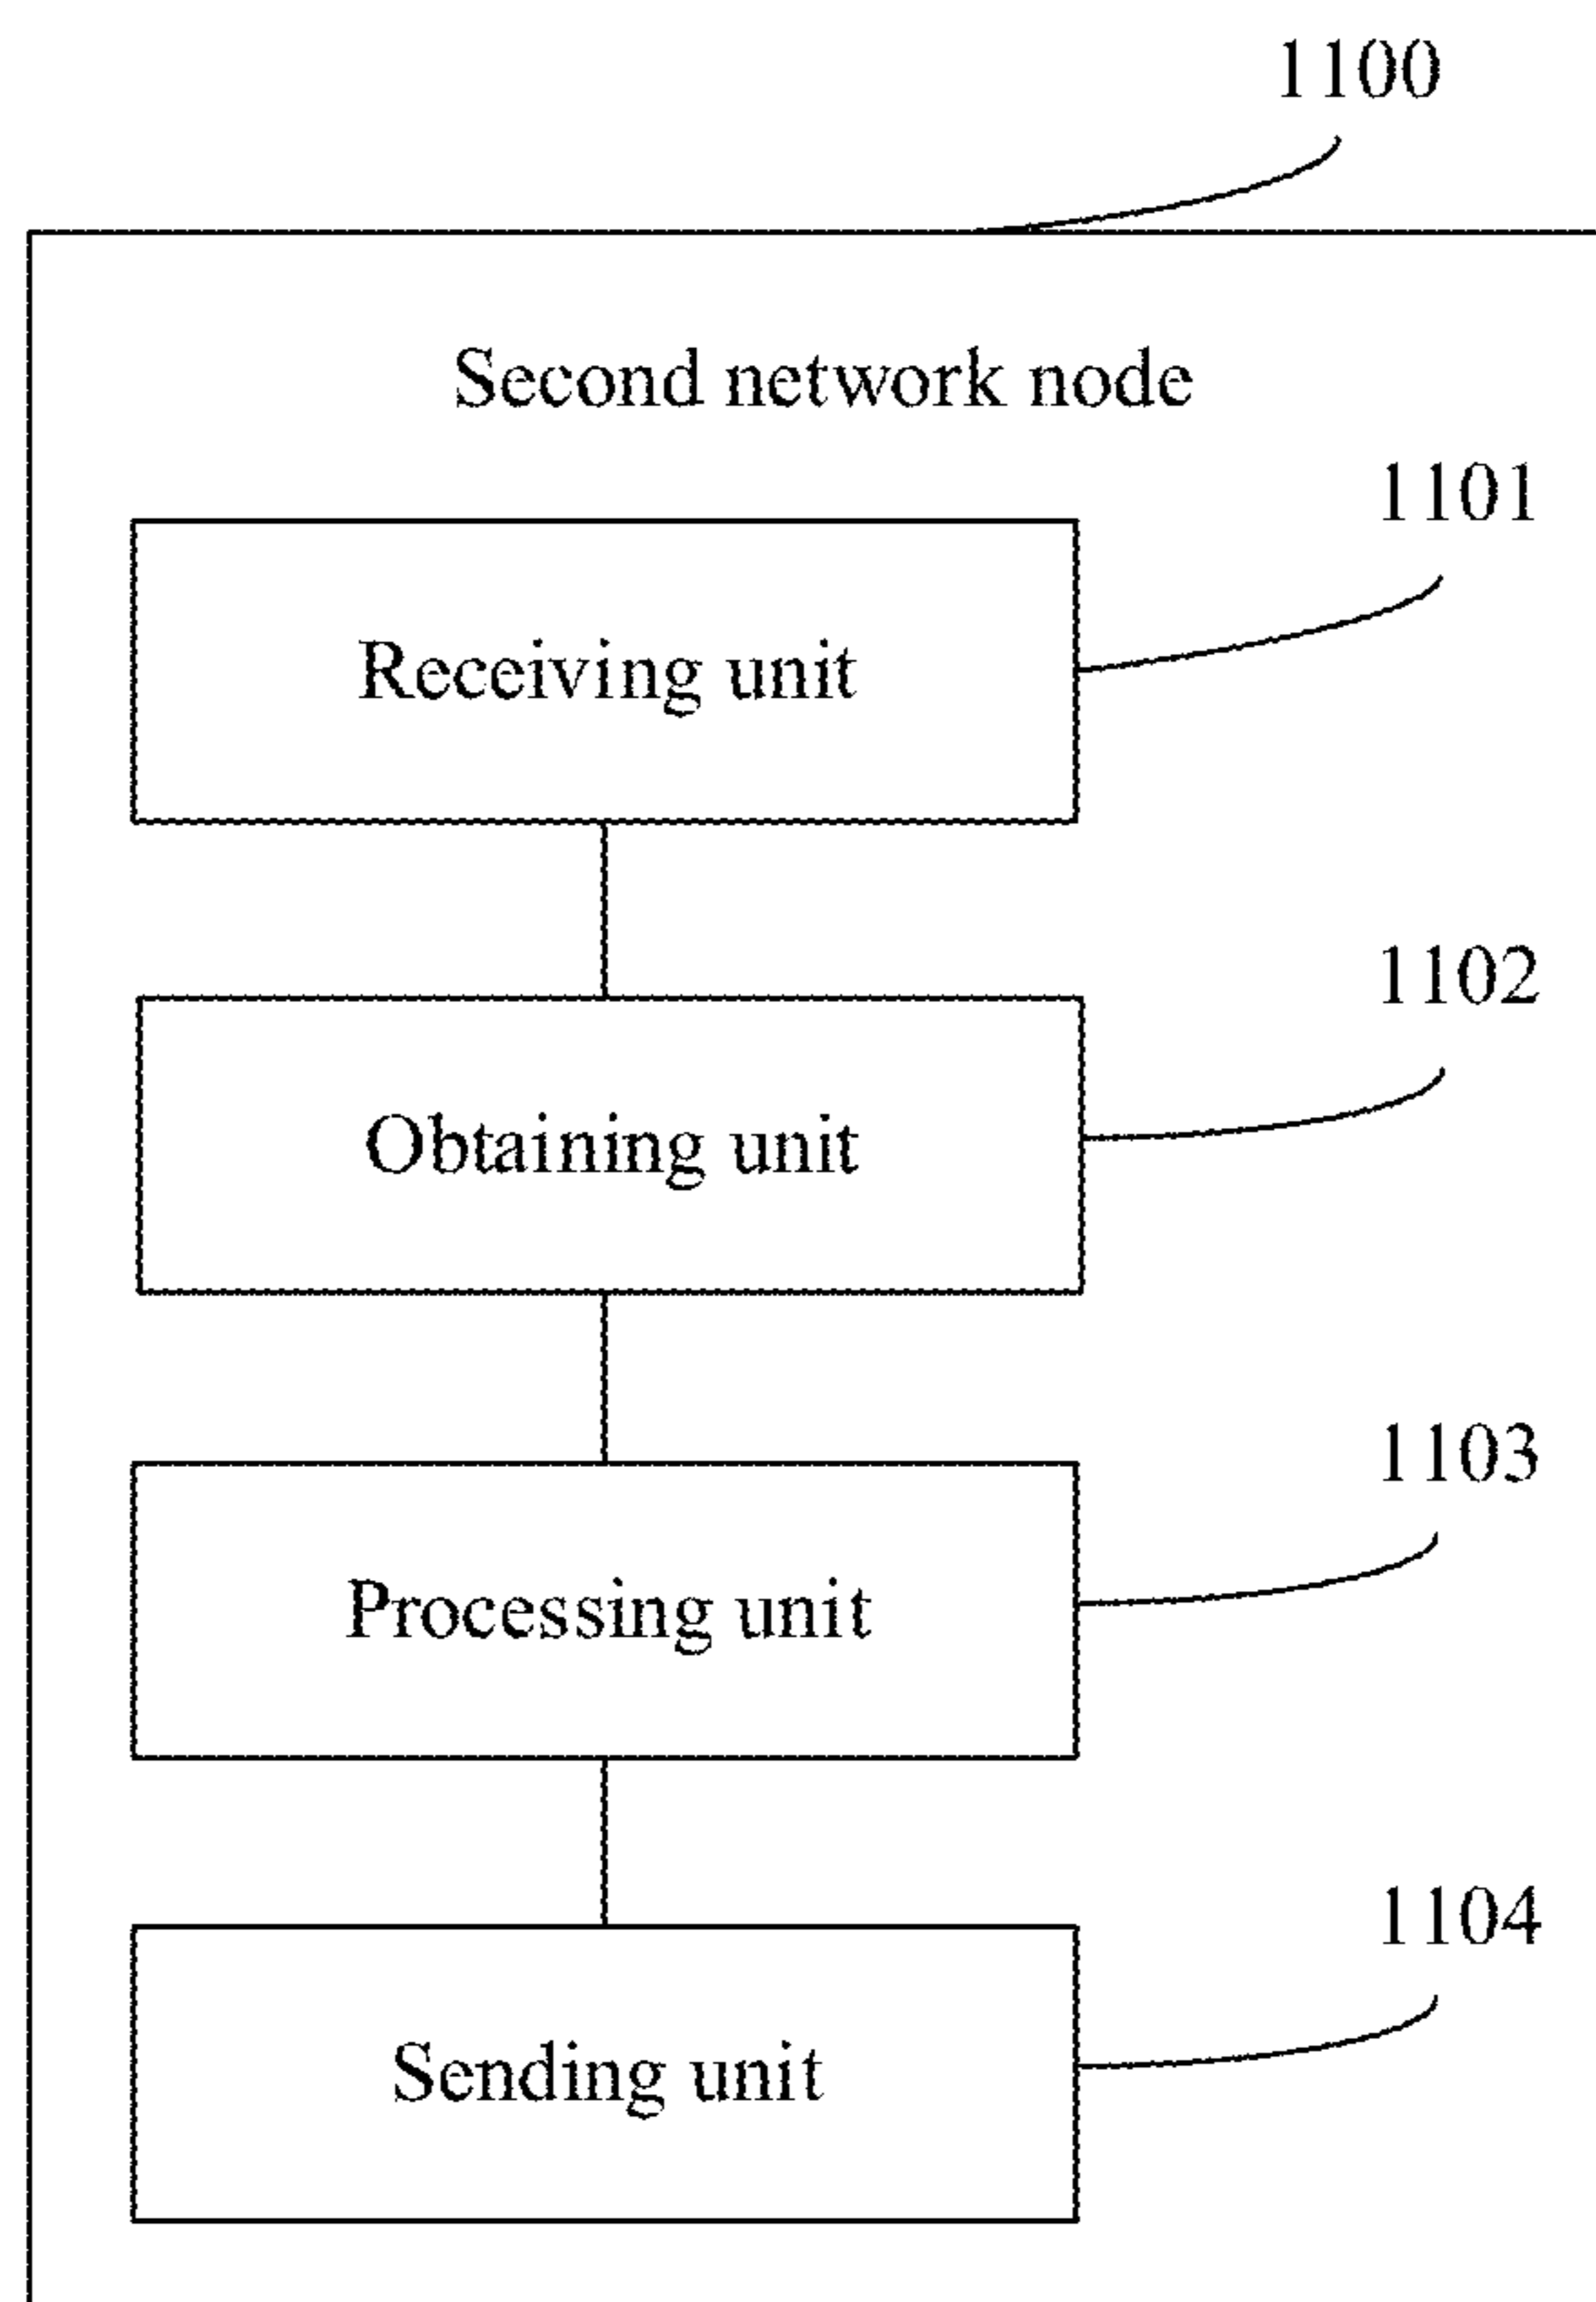 1100
Second network node
1101
Receiving unit
1102
Obtaining unit
1103
Processing unit
1104
Sending unit